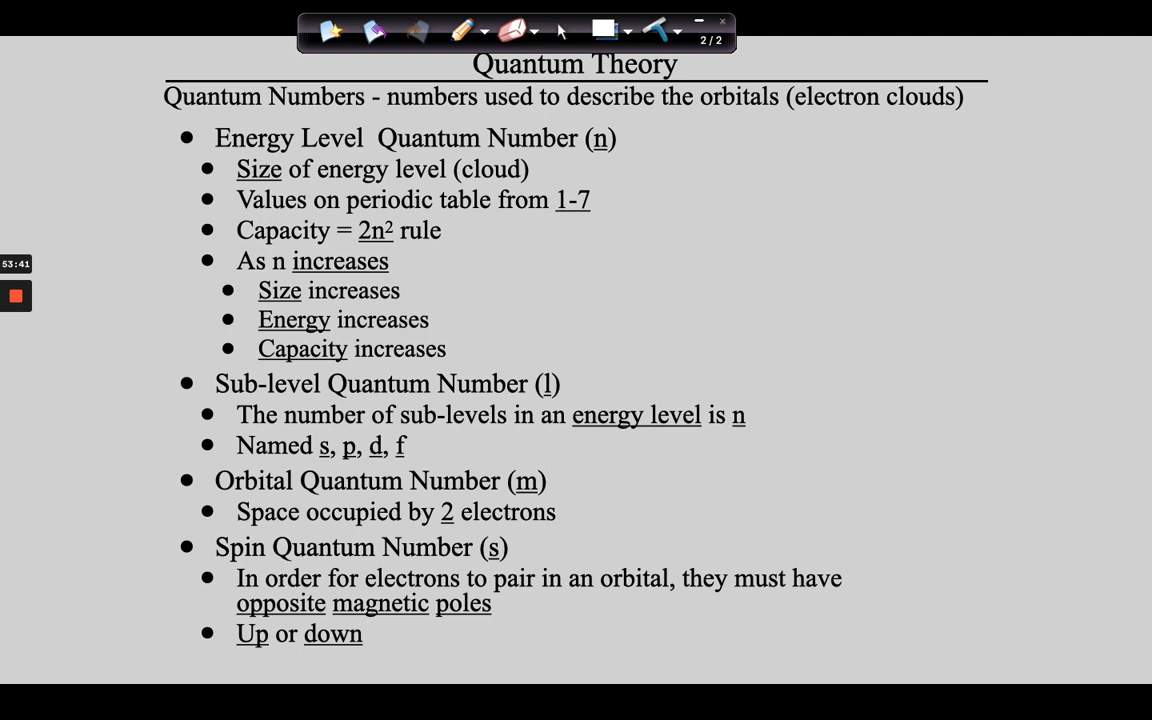 2 / 2
Quantum Theory
Quantum Numbers - numbers used to describe the orbitals (electron clouds)
• Energy Level  Quantum Number (n)
• Size of energy level (cloud)
• Values on periodic table from 1-7
• Capacity = 2n² rule
• As n increases
53:41
• Size increases
• Energy increases
• Capacity increases
• Sub-level Quantum Number (l)
• The number of sub-levels in an energy level is n
• Named s, p, d, f
• Orbital Quantum Number (m)
• Space occupied by 2 electrons
• Spin Quantum Number (s)
• In order for electrons to pair in an orbital, they must have
opposite magnetic poles
• Up or down